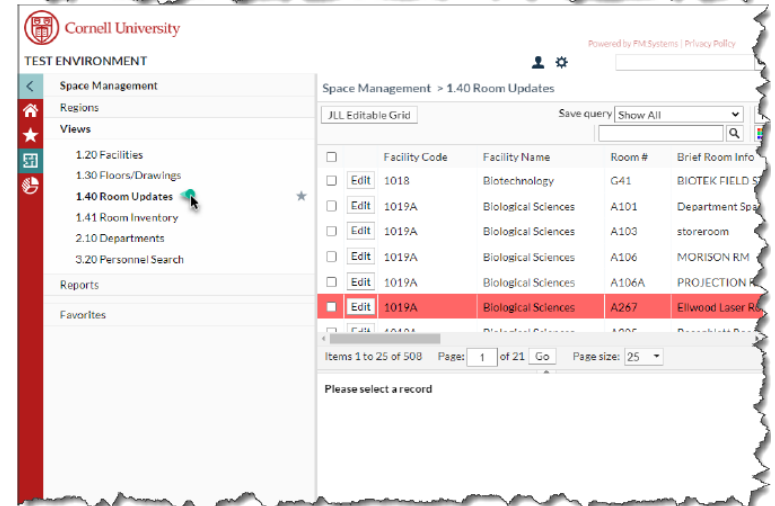 Cornell University
Powered by FM Systems | Privacy Policy
TEST ENVIRONMENT
Space Management
Regions
Views
1.20 Facilities
1.30 Floors/Drawings
1.40 Room Updates
1.41 Room Inventory
2.10 Departments
3.20 Personnel Search
Reports
Favorites
Space Management > 1.40 Room Updates
JLL Editable Grid Save query Show All
Facility Code Facility Name Room # Brief Room Info
Edit 1018 Biotechnology G41 BIOTEK FIELD
Edit 1019A Biological Sciences A101 Department
Edit 1019A Biological Sciences A103 storeroom
Edit 1019A Biological Sciences A106 MORISON RM
Edit 1019A Biological Sciences A106A PROJECTION
Edit 1019A Biological Sciences A267 Ellwood Laser
Items 1 to 25 of 508 Page: 1 of 21 Go Page size: 25
Please select a record